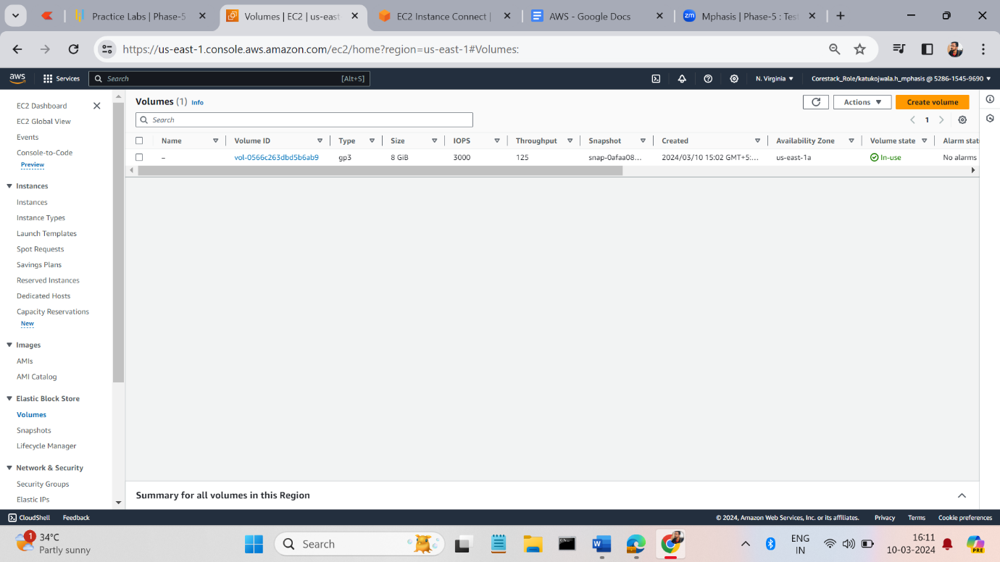 Practice Labs | Phase-5
Volumes | EC2 | us-east
EC2 Instance Connect |
AWS - Google Docs
zm Mphasis | Phase-5 : Tes
https://us-east-1.console.aws.amazon.com/ec2/home?region=us-east-1#Volumes:
aws Services Search [Alt+S] N. Virginia Corestack_Role/katukojwala.h_mphasis @ 5286-1545-9690
EC2 Dashboard
EC2 Global View
Events
Console-to-Code
Preview
Instances
Instances
Instance Types
Launch Templates
Spot Requests
Savings Plans
Reserved Instances
Dedicated Hosts
Capacity Reservations
New
Images
AMIs
AMI Catalog
Elastic Block Store
Volumes
Snapshots
Lifecycle Manager
Network & Security
Security Groups
Elastic IPs
Volumes (1) Info
Actions Create volume
Search
1
Name Volume ID Type Size IOPS Throughput Snapshot Created Availability Zone Volume state Alarm stat
– vol-0566c263dbd5b6ab9 gp3 8 GiB 3000 125 snap-0afaa08... 2024/03/10 15:02 GMT+5:... us-east-1a In-use No alarms
Summary for all volumes in this Region
CloudShell Feedback © 2024, Amazon Web Services, Inc. or its affiliates. Privacy Terms Cookie preferences
1
34°C
Partly sunny
Search
W
ENG
IN
16:11
10-03-2024
PRE